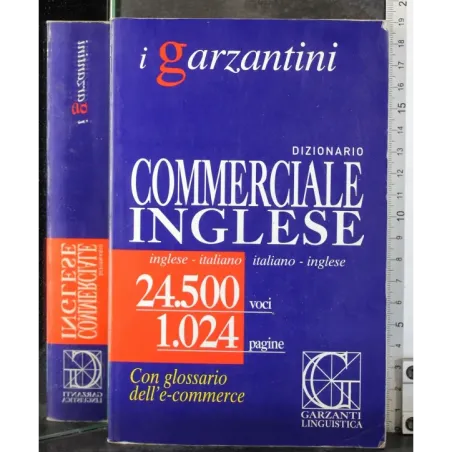 i garzantini
DIZIONARIO
COMMERCIALE
INGLESE
inglese - italiano italiano - inglese
24.500 voci
1.024 pagine
Con glossario
dell'e-commerce
GARZANTI
LINGUISTICA
i garzantini
DIZIONARIO
COMMERCIALE
INGLESE
GARZANTI
LINGUISTICA